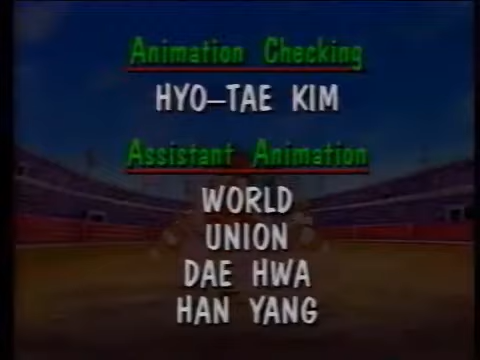 Animation Checking
HYO-TAE KIM
Assistant Animation
WORLD
UNION
DAE HWA
HAN YANG